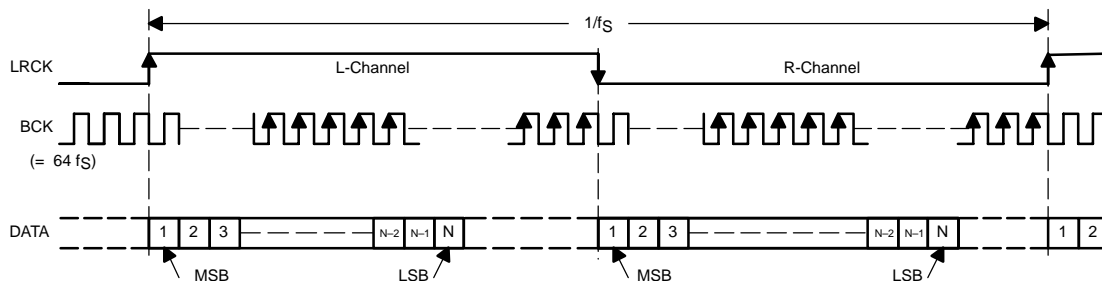 1/fS
LRCK
L-Channel
R-Channel
BCK
(= 64 fS)
DATA
1 2 3 N–2 N–1 N 1 2 3 N–2 N–1 N 1 2
MSB LSB MSB LSB